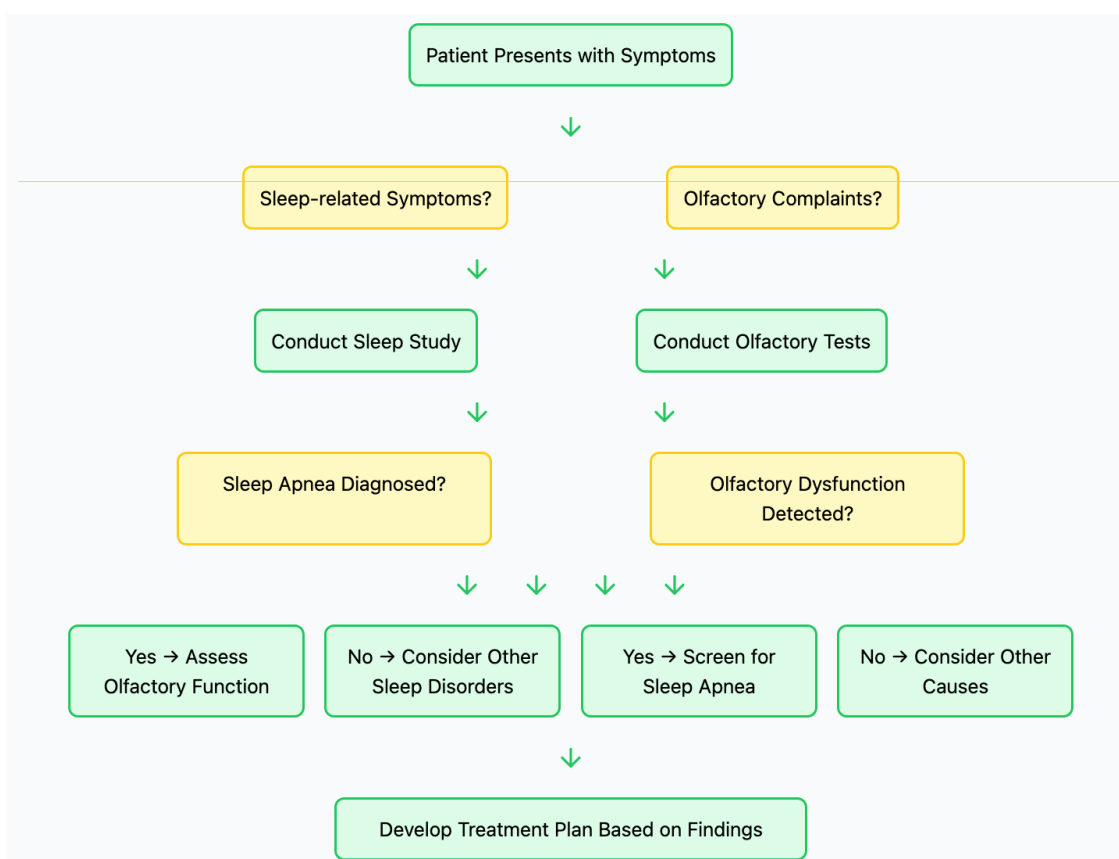 Patient Presents with Symptoms
Sleep-related Symptoms?
Olfactory Complaints?
Conduct Sleep Study
Conduct Olfactory Tests
Sleep Apnea Diagnosed?
Olfactory Dysfunction
Detected?
Yes → Assess
Olfactory Function
No → Consider Other
Sleep Disorders
Yes → Screen for
Sleep Apnea
No → Consider Other
Causes
Develop Treatment Plan Based on Findings